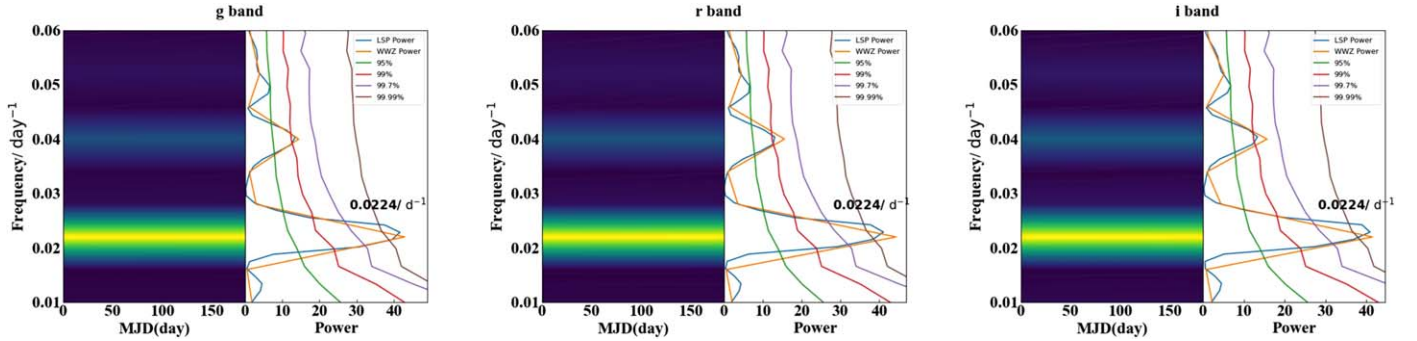 g band
0.06
0.05
0.04
0.03
0.02
0.01
Frequency/ day⁻¹
0 50 100 150
MJD(day)
0 10 20 30 40
Power
LSP Power
WWZ Power
95%
99%
99.7%
99.99%
0.0224/ d⁻¹
r band
0.06
0.05
0.04
0.03
0.02
0.01
Frequency/ day⁻¹
0 50 100 150
MJD(day)
0 10 20 30 40
Power
LSP Power
WWZ Power
95%
99%
99.7%
99.99%
0.0224/ d⁻¹
i band
0.06
0.05
0.04
0.03
0.02
0.01
Frequency/ day⁻¹
0 50 100 150
MJD(day)
0 10 20 30 40
Power
LSP Power
WWZ Power
95%
99%
99.7%
99.99%
0.0224/ d⁻¹